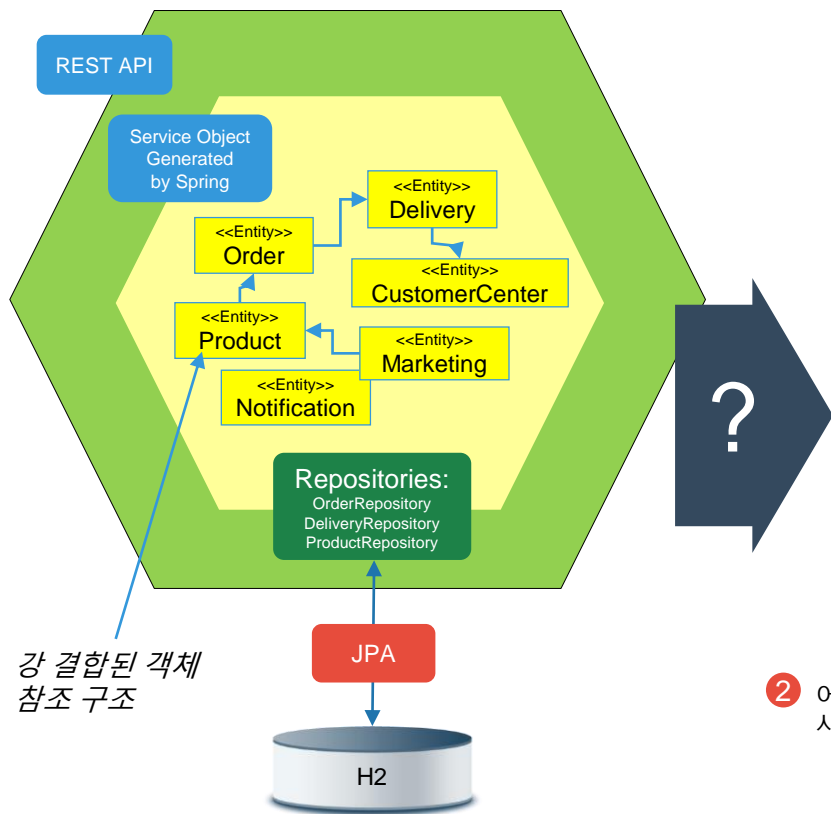 REST API
Service Object
Generated
by Spring
<<Entity>>
Delivery
<<Entity>>
Order
<<Entity>>
CustomerCenter
<<Entity>>
Product
<<Entity>>
Marketing
<<Entity>>
Notification
?
Repositories:
OrderRepository
DeliveryRepository
ProductRepository
강 결합된 객체
참조 구조
JPA
2
H2